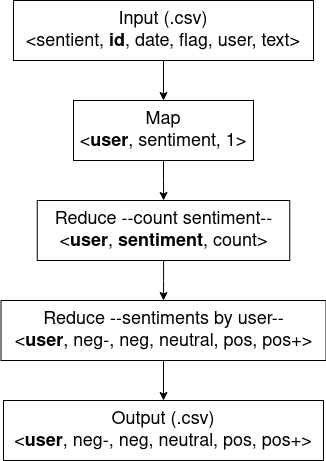 Input (.csv)
<sentient, id, date, flag, user, text>
Map
<user, sentiment, 1>
Reduce --count sentiment--
<user, sentiment, count>
Reduce --sentiments by user--
<user, neg-, neg, neutral, pos, pos+>
Output (.csv)
<user, neg-, neg, neutral, pos, pos+>